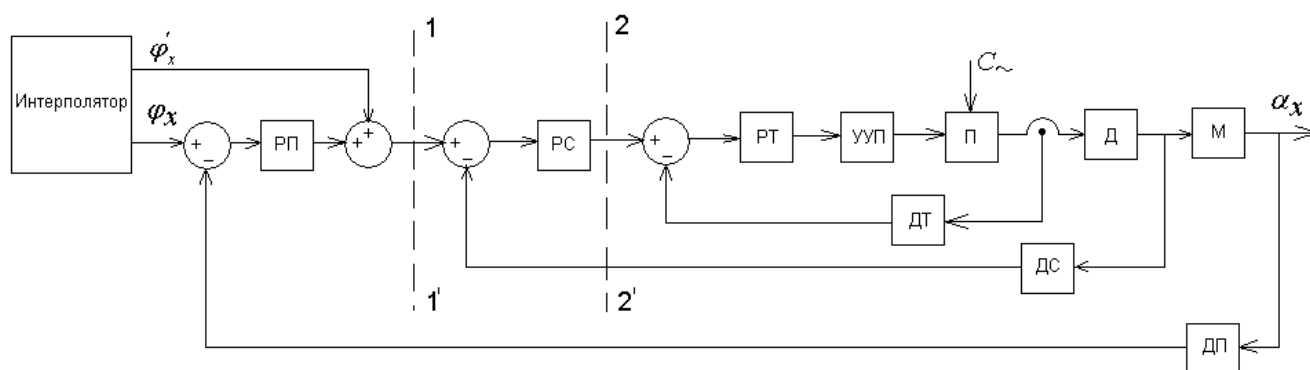 Интерполятор
φ'x
φx
+
−
РП
+
+
1
1'
+
−
РС
2
2'
+
−
РТ
УУП
C~
П
Д
М
αx
ДТ
ДС
ДП